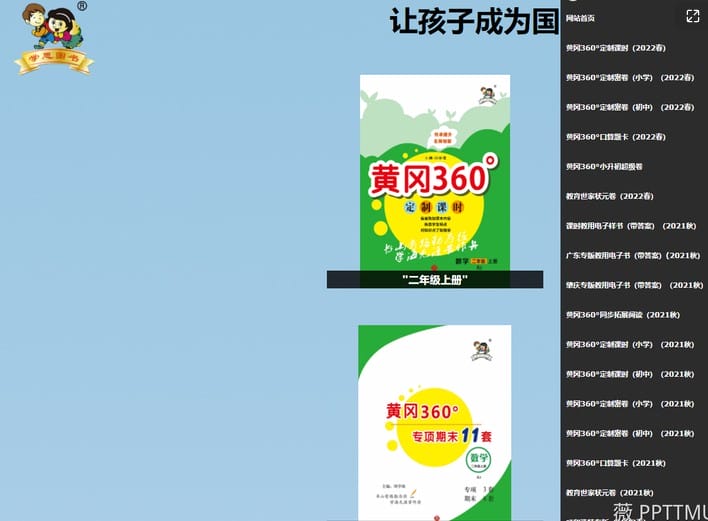 ®
学思图书
让孩子成为国
黄冈360°
定制课时
数学 二年级 上册
"二年级上册"
黄冈360°
专项期末11套
数学
专项 3套
网站首页
黄冈360°定制课时（2022春）
黄冈360°定制密卷（小学）（2022春）
黄冈360°定制密卷（初中）（2022春）
黄冈360°口算题卡（2022春）
黄冈360°小升初超级卷
教育世家状元卷（2022春）
课时教用电子样书（带答案）（2021秋）
广东专版教用电子书（带答案）（2021秋）
肇庆专版教用电子书（带答案）（2021秋）
黄冈360°同步拓展阅读（2021秋）
黄冈360°定制课时（小学）（2021秋）
黄冈360°定制课时（初中）（2021秋）
黄冈360°定制密卷（小学）（2021秋）
黄冈360°定制密卷（初中）（2021秋）
黄冈360°口算题卡（2021秋）
教育世家状元卷（2021秋）
薇 PPTTMU